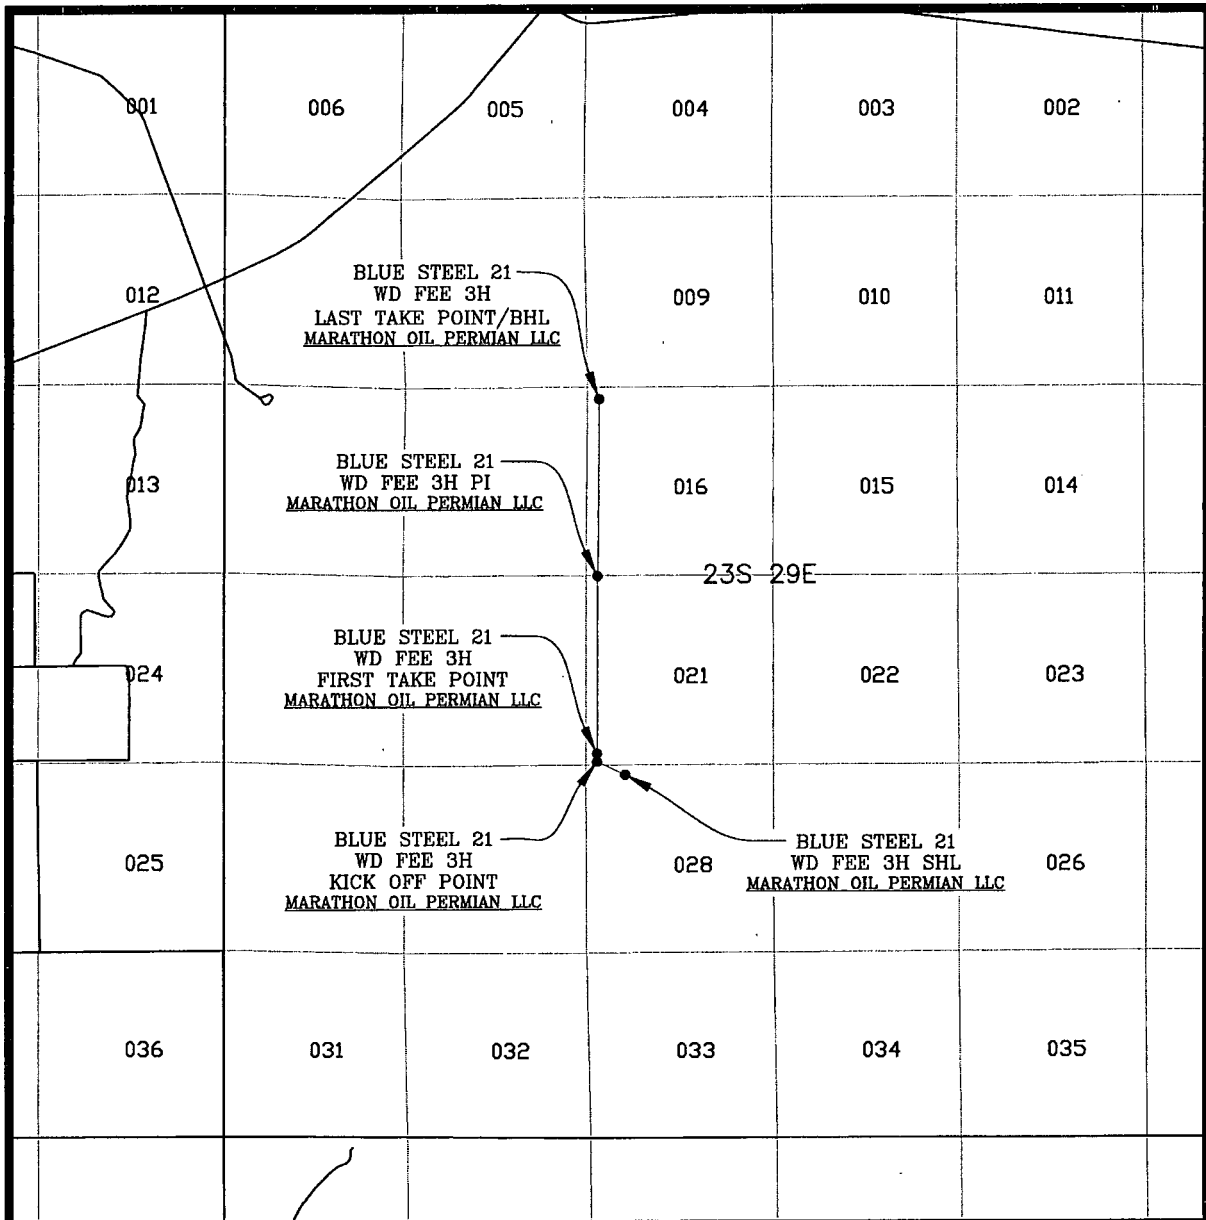 001
006
005
004
003
002
012
BLUE STEEL 21
WD FEE 3H
LAST TAKE POINT/BHL
MARATHON OIL PERMIAN LLC
009
010
011
013
BLUE STEEL 21
WD FEE 3H PI
MARATHON OIL PERMIAN LLC
016
015
014
23S 29E
024
BLUE STEEL 21
WD FEE 3H
FIRST TAKE POINT
MARATHON OIL PERMIAN LLC
021
022
023
025
BLUE STEEL 21
WD FEE 3H
KICK OFF POINT
MARATHON OIL PERMIAN LLC
028
BLUE STEEL 21
WD FEE 3H SHL
MARATHON OIL PERMIAN LLC
026
036
031
032
033
034
035